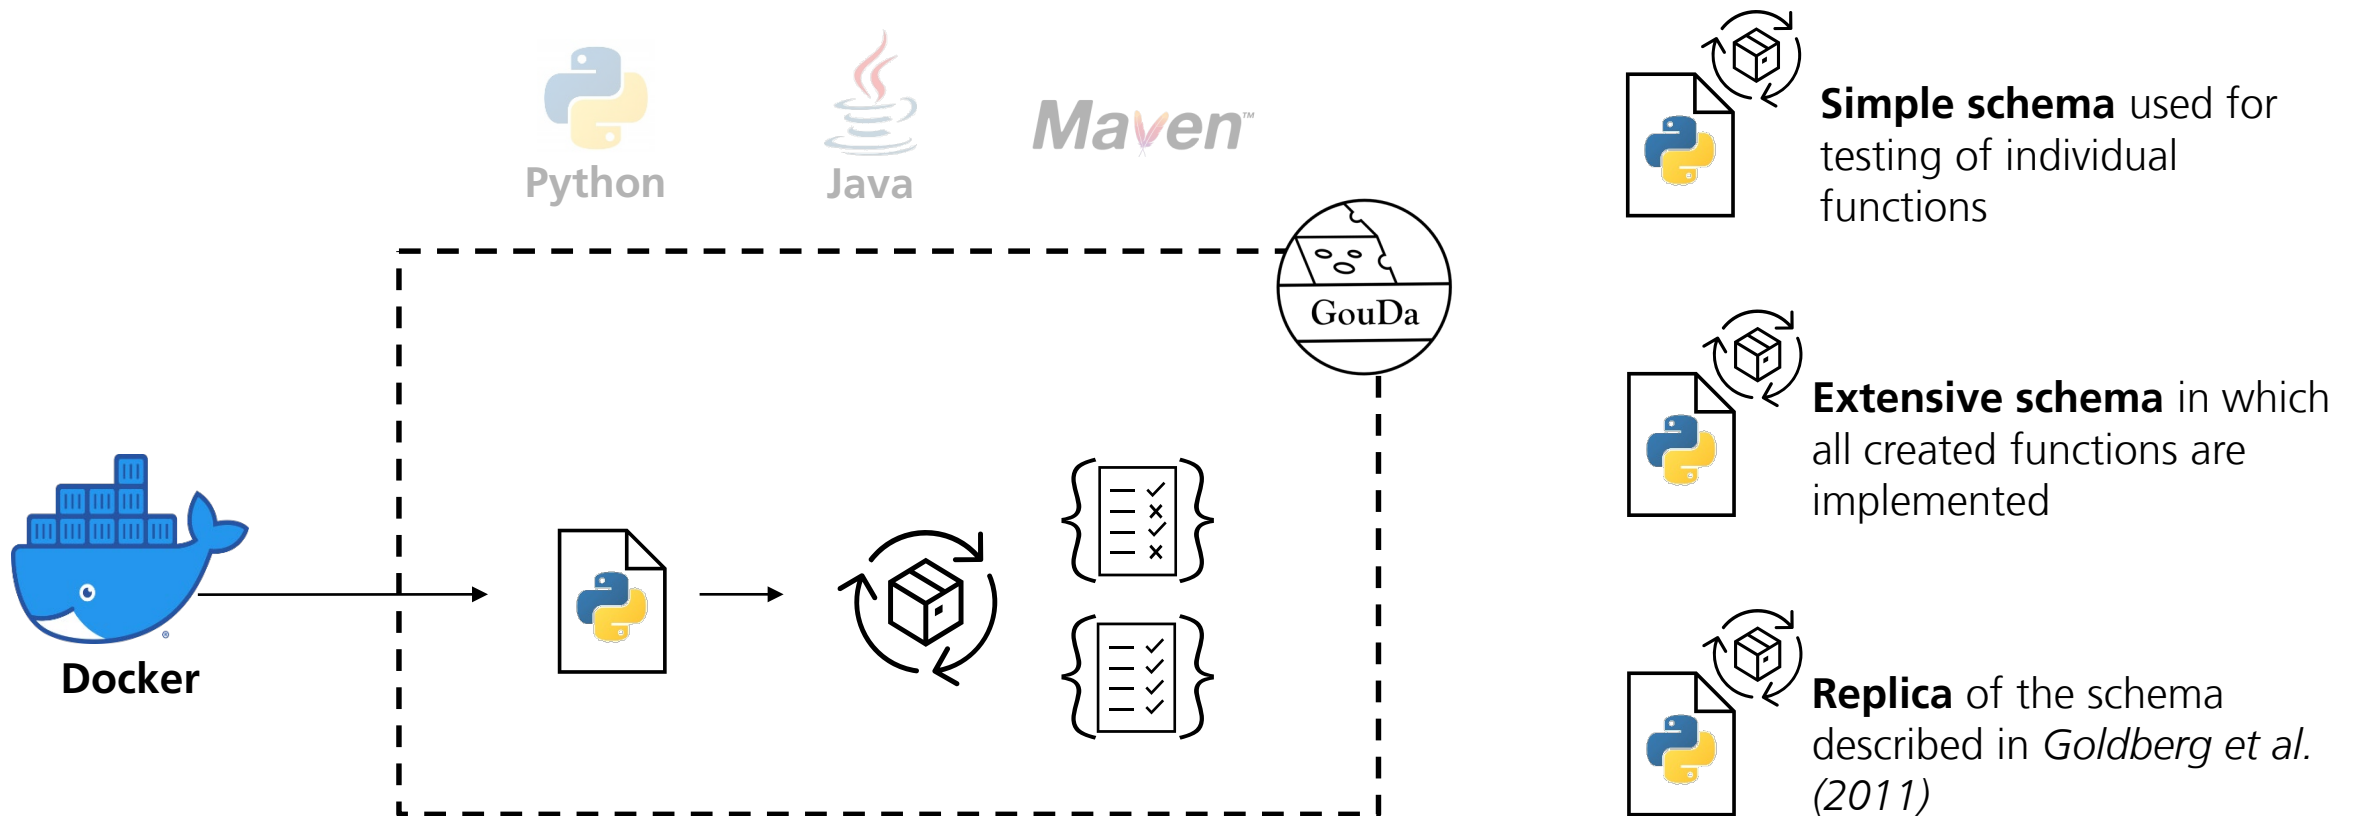 Python
Java
Maven™
GouDa
Docker
®
Simple schema used for
testing of individual
functions
Extensive schema in which
all created functions are
implemented
Replica of the schema
described in Goldberg et al.
(2011)